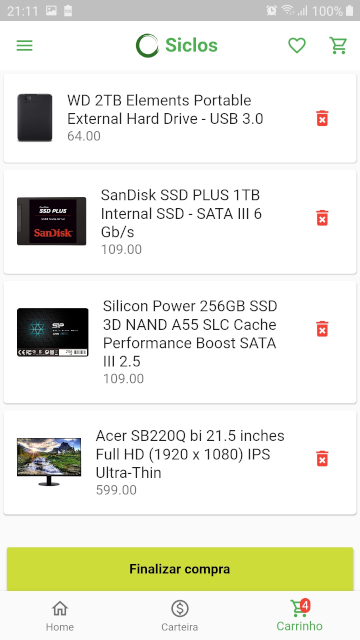 21:11
100%
Siclos
WD 2TB Elements Portable
External Hard Drive - USB 3.0
64.00
SSD PLUS
SanDisk
SanDisk SSD PLUS 1TB
Internal SSD - SATA III 6
Gb/s
109.00
SP
Silicon Power 256GB SSD
3D NAND A55 SLC Cache
Performance Boost SATA
III 2.5
109.00
Acer SB220Q bi 21.5 inches
Full HD (1920 x 1080) IPS
Ultra-Thin
599.00
Finalizar compra
4
Home
Carteira
Carrinho